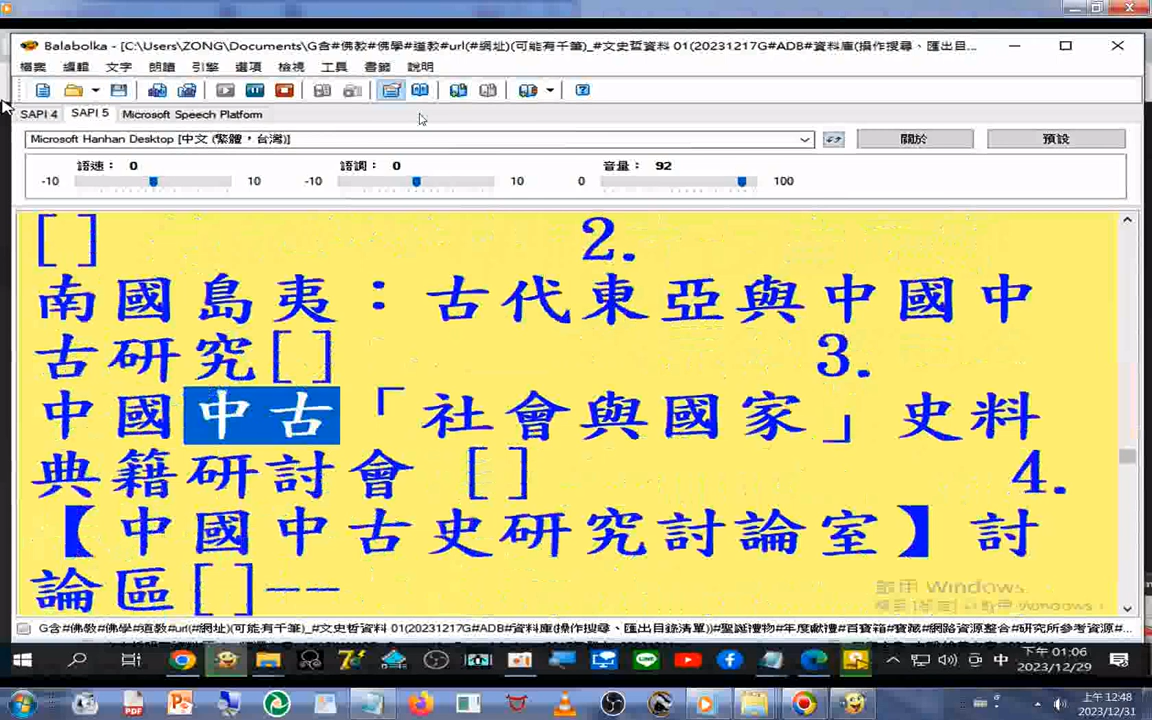 Balabolka - [C:\Users\ZONG\Documents\G含#佛教#佛學#道教#url(#網址)(可能有千筆)_#文史哲資料 01(20231217G#ADB#資料庫(操作搜尋、匯出目...
檔案 編輯 文字 朗讀 引擎 選項 檢視 工具 書籤 說明
SAPI 4 SAPI 5 Microsoft Speech Platform
Microsoft Hanhan Desktop [中文 (繁體，台灣)] 關於 預設
語速： 0 語調： 0 音量： 92
-10 10 -10 10 0 100
[] 2.
南國島夷：古代東亞與中國中
古研究[] 3.
中國中古「社會與國家」史料
典籍研討會 [] 4.
【中國中古史研究討論室】討
論區[]--
啟用 Windows
G含#佛教#佛學#道教#url(#網址)(可能有千筆)_#文史哲資料 01(20231217G#ADB#資料庫(操作搜尋、匯出目錄清單))#聖誕禮物#年度獻禮#百寶箱#寶藏#網路資源整合#研究所參考資源#...
中 下午 01:06
2023/12/29
上午 12:48
2023/12/31